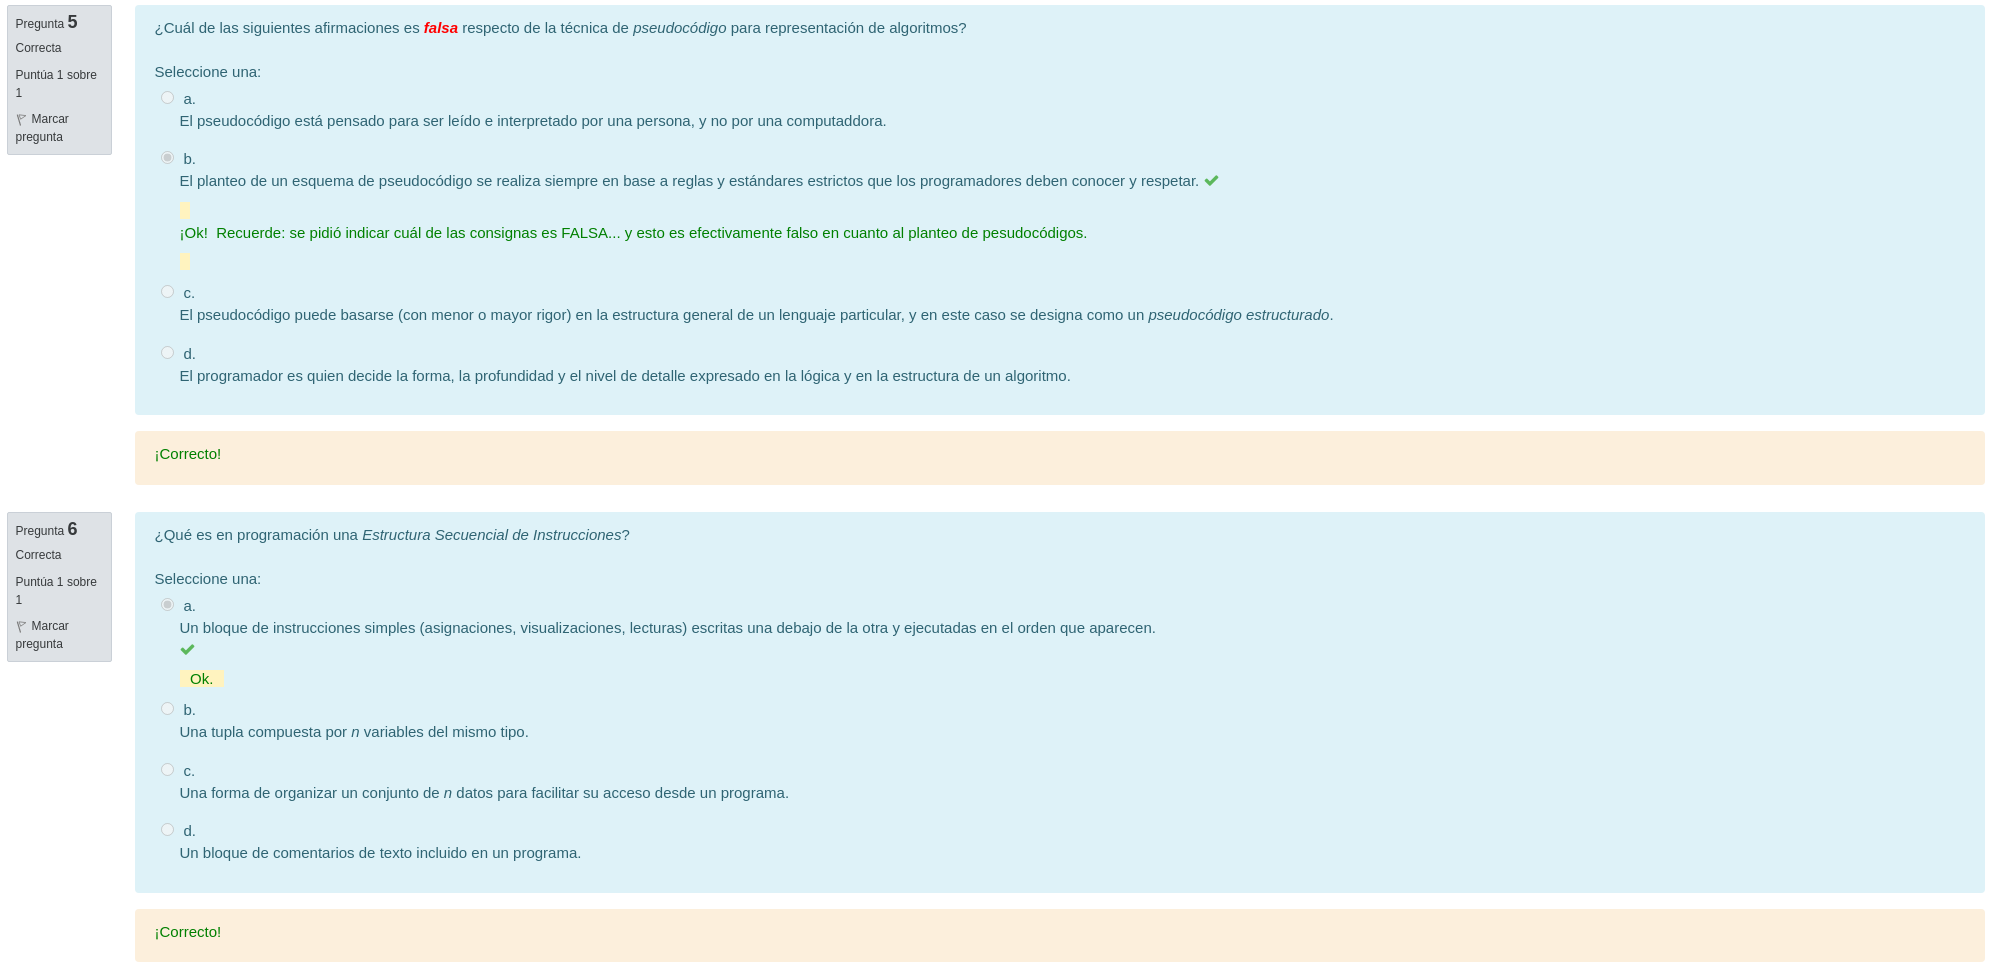 Pregunta 5
Correcta
Puntúa 1 sobre
1
Marcar
pregunta
¿Cuál de las siguientes afirmaciones es falsa respecto de la técnica de pseudocódigo para representación de algoritmos?
Seleccione una:
a.
El pseudocódigo está pensado para ser leído e interpretado por una persona, y no por una computaddora.
b.
El planteo de un esquema de pseudocódigo se realiza siempre en base a reglas y estándares estrictos que los programadores deben conocer y respetar.
¡Ok!  Recuerde: se pidió indicar cuál de las consignas es FALSA... y esto es efectivamente falso en cuanto al planteo de pesudocódigos.
c.
El pseudocódigo puede basarse (con menor o mayor rigor) en la estructura general de un lenguaje particular, y en este caso se designa como un pseudocódigo estructurado.
d.
El programador es quien decide la forma, la profundidad y el nivel de detalle expresado en la lógica y en la estructura de un algoritmo.
¡Correcto!
Pregunta 6
Correcta
Puntúa 1 sobre
1
Marcar
pregunta
¿Qué es en programación una Estructura Secuencial de Instrucciones?
Seleccione una:
a.
Un bloque de instrucciones simples (asignaciones, visualizaciones, lecturas) escritas una debajo de la otra y ejecutadas en el orden que aparecen.
Ok.
b.
Una tupla compuesta por n variables del mismo tipo.
c.
Una forma de organizar un conjunto de n datos para facilitar su acceso desde un programa.
d.
Un bloque de comentarios de texto incluido en un programa.
¡Correcto!